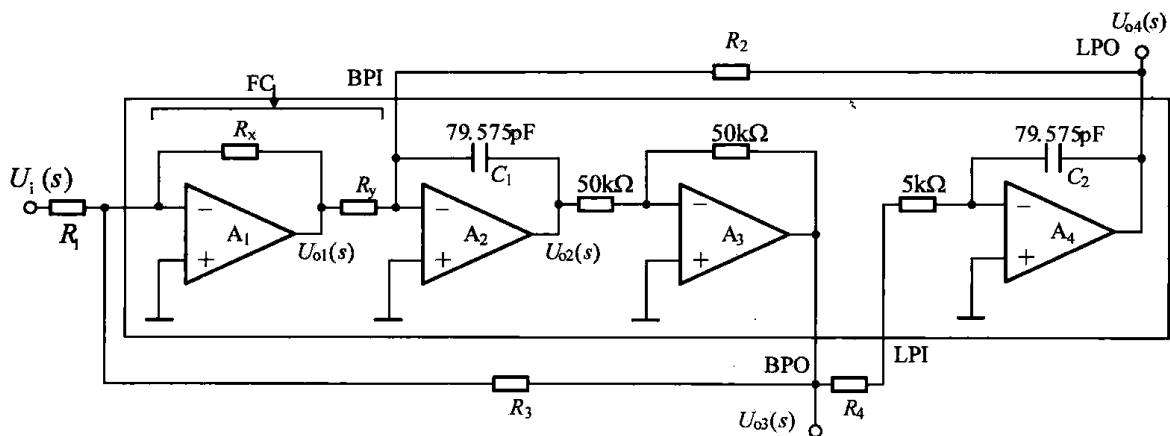 U_o4(s)
R_2
LPO
BPI
FC
R_x
79.575pF
50kΩ
79.575pF
U_i(s)
R_y
C_1
50kΩ
5kΩ
C_2
−
−
−
−
R_1
A_1
A_2
A_3
A_4
+
U_o1(s)
+
U_o2(s)
+
+
BPO
LPI
R_3
R_4
U_o3(s)